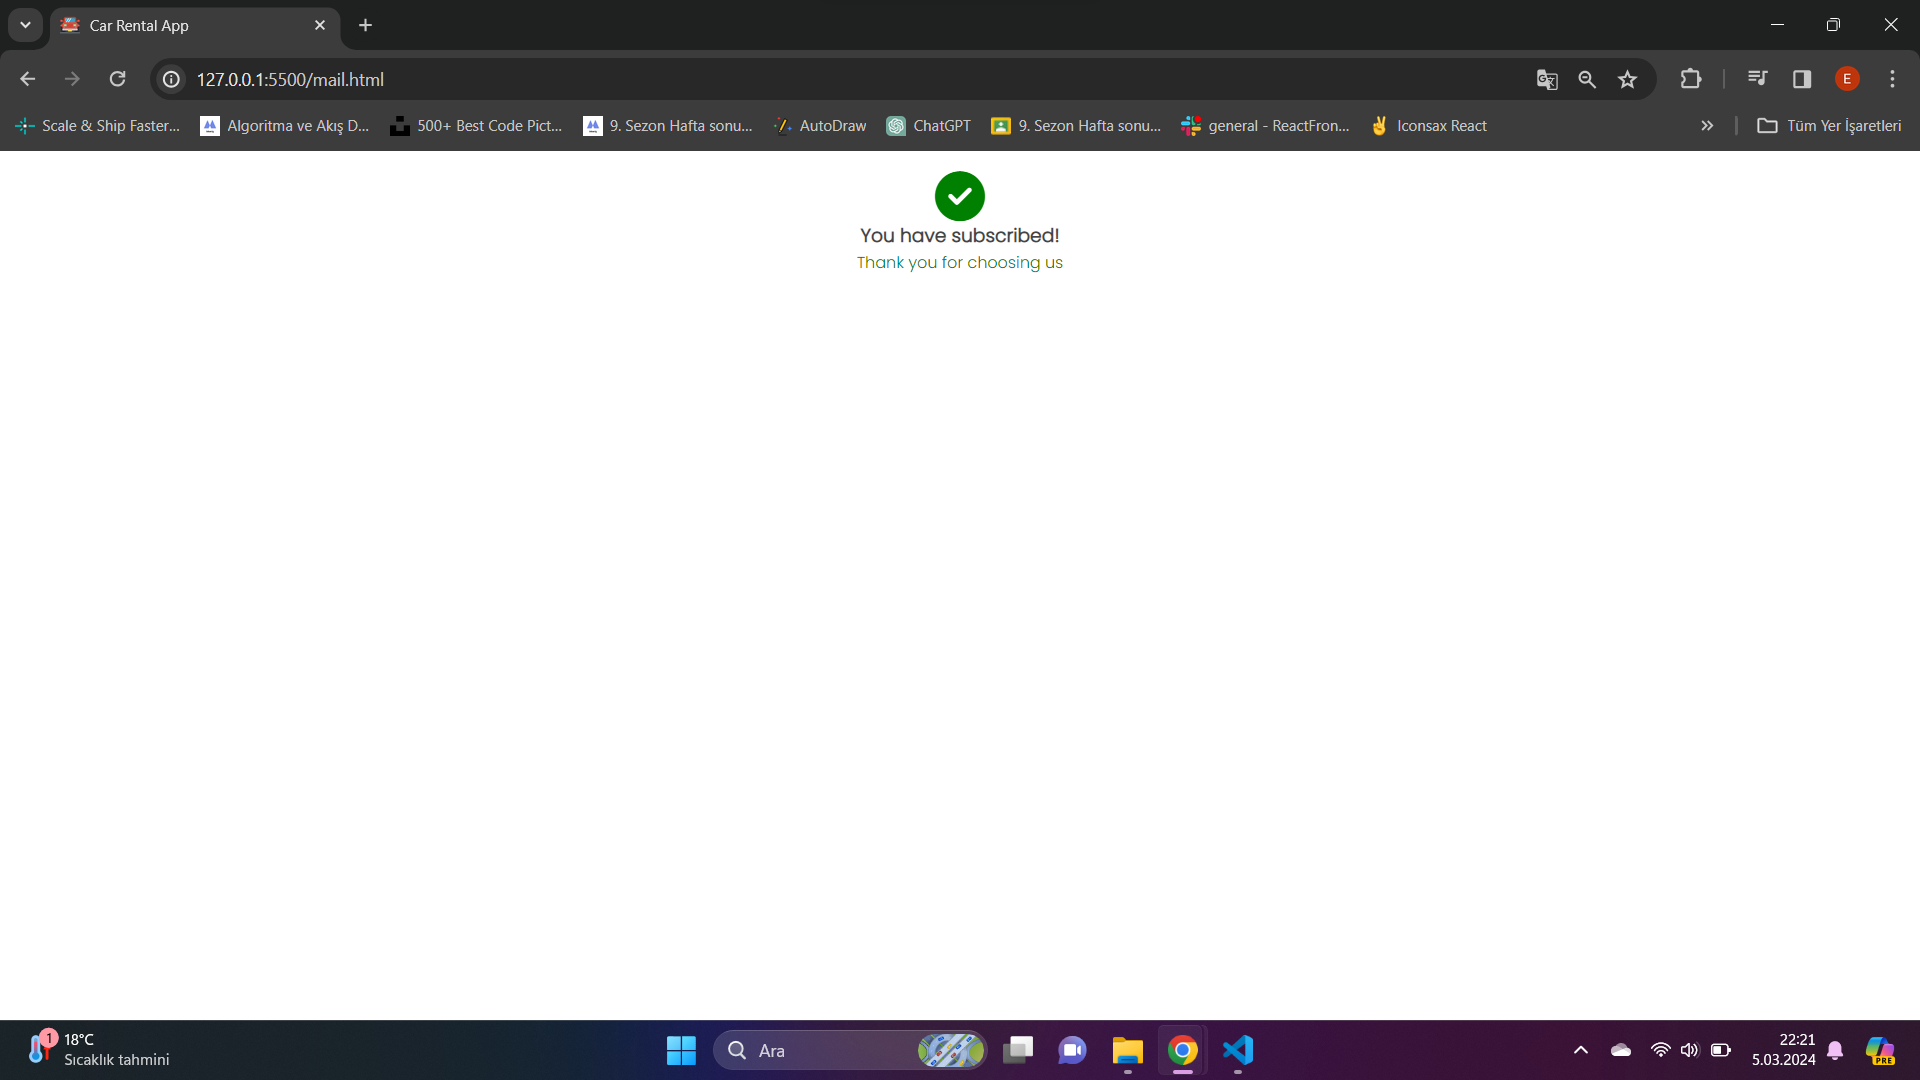 Car Rental App
127.0.0.1:5500/mail.html
E
Scale & Ship Faster...
Algoritma ve Akış D...
500+ Best Code Pict...
9. Sezon Hafta sonu...
AutoDraw
ChatGPT
9. Sezon Hafta sonu...
general - ReactFron...
Iconsax React
Tüm Yer İşaretleri
You have subscribed!
Thank you for choosing us
1
18°C
Sıcaklık tahmini
Ara
22:21
5.03.2024
PRE